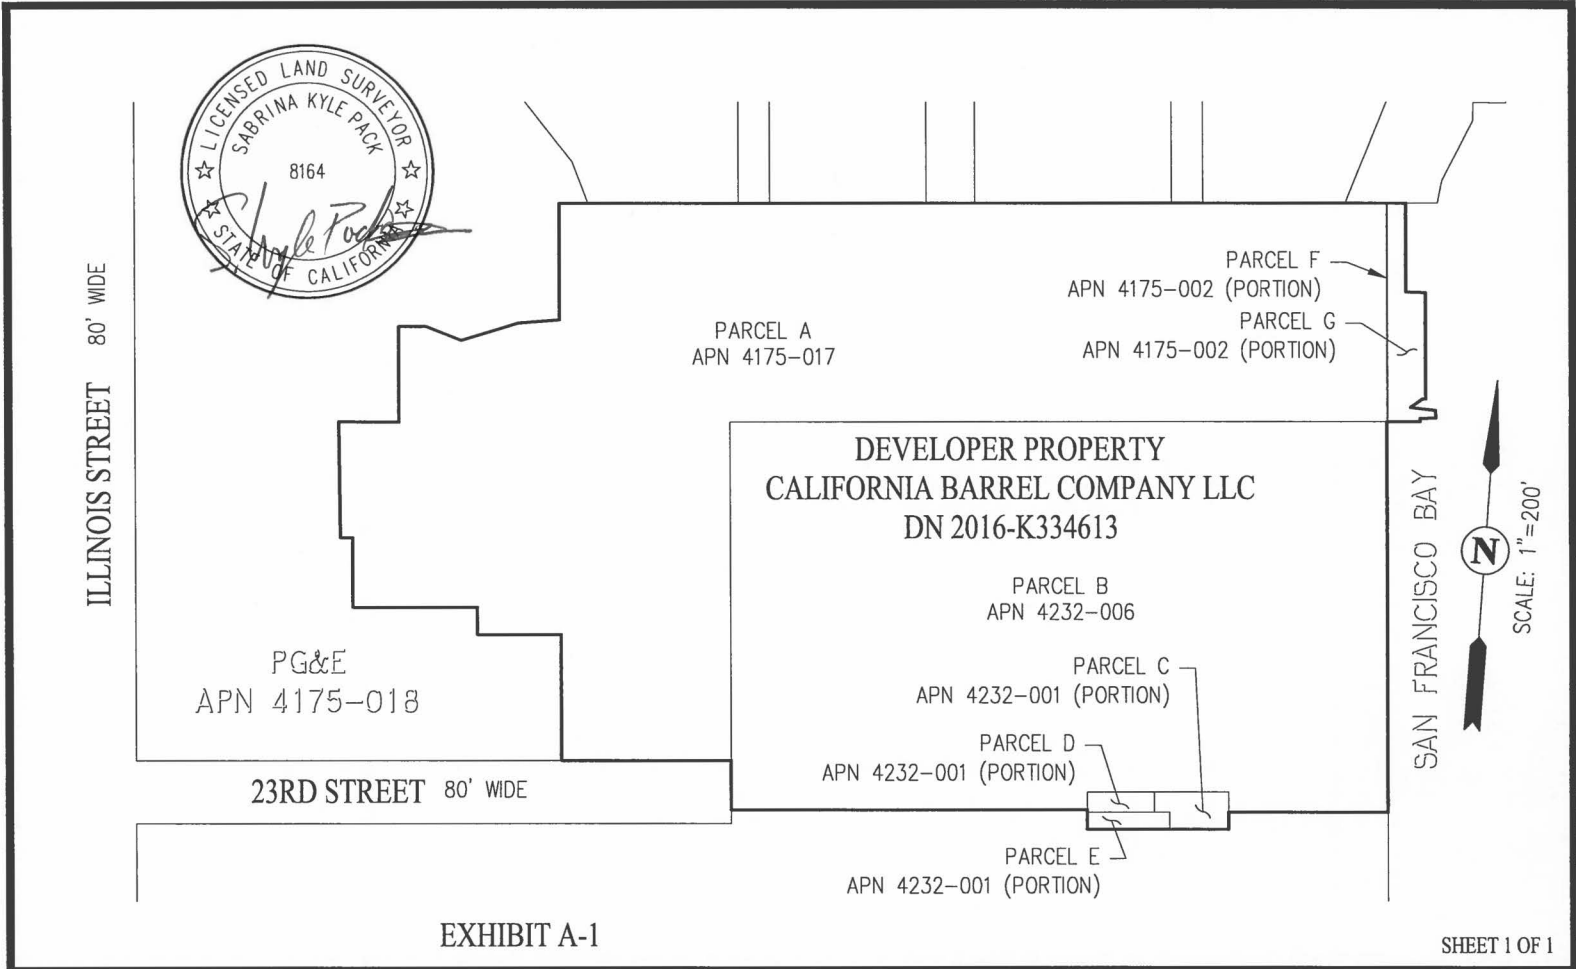 LICENSED LAND SURVEYOR
SABRINA KYLE PACK
8164
STATE OF CALIFORNIA
ILLINOIS STREET 80' WIDE
PARCEL F
APN 4175-002 (PORTION)
PARCEL G
APN 4175-002 (PORTION)
PARCEL A
APN 4175-017
DEVELOPER PROPERTY
CALIFORNIA BARREL COMPANY LLC
DN 2016-K334613
PARCEL B
APN 4232-006
SAN FRANCISCO BAY
N
SCALE: 1"=200'
PG&E
APN 4175-018
PARCEL C
APN 4232-001 (PORTION)
PARCEL D
APN 4232-001 (PORTION)
23RD STREET 80' WIDE
PARCEL E
APN 4232-001 (PORTION)
EXHIBIT A-1
SHEET 1 OF 1